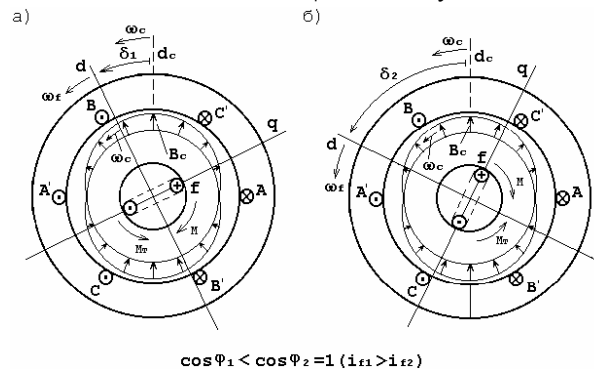 а)
б)
ωc
ωc
d
δ1
dc
δ2
dc
q
ωf
B
C'
q
B
C'
d
ωc
Bc
ωf
ωc
Bc
f
f
A'
A
A'
A
M
M
Mт
Mт
C
B'
C
B'
cosφ1 < cosφ2=1(if1>if2)